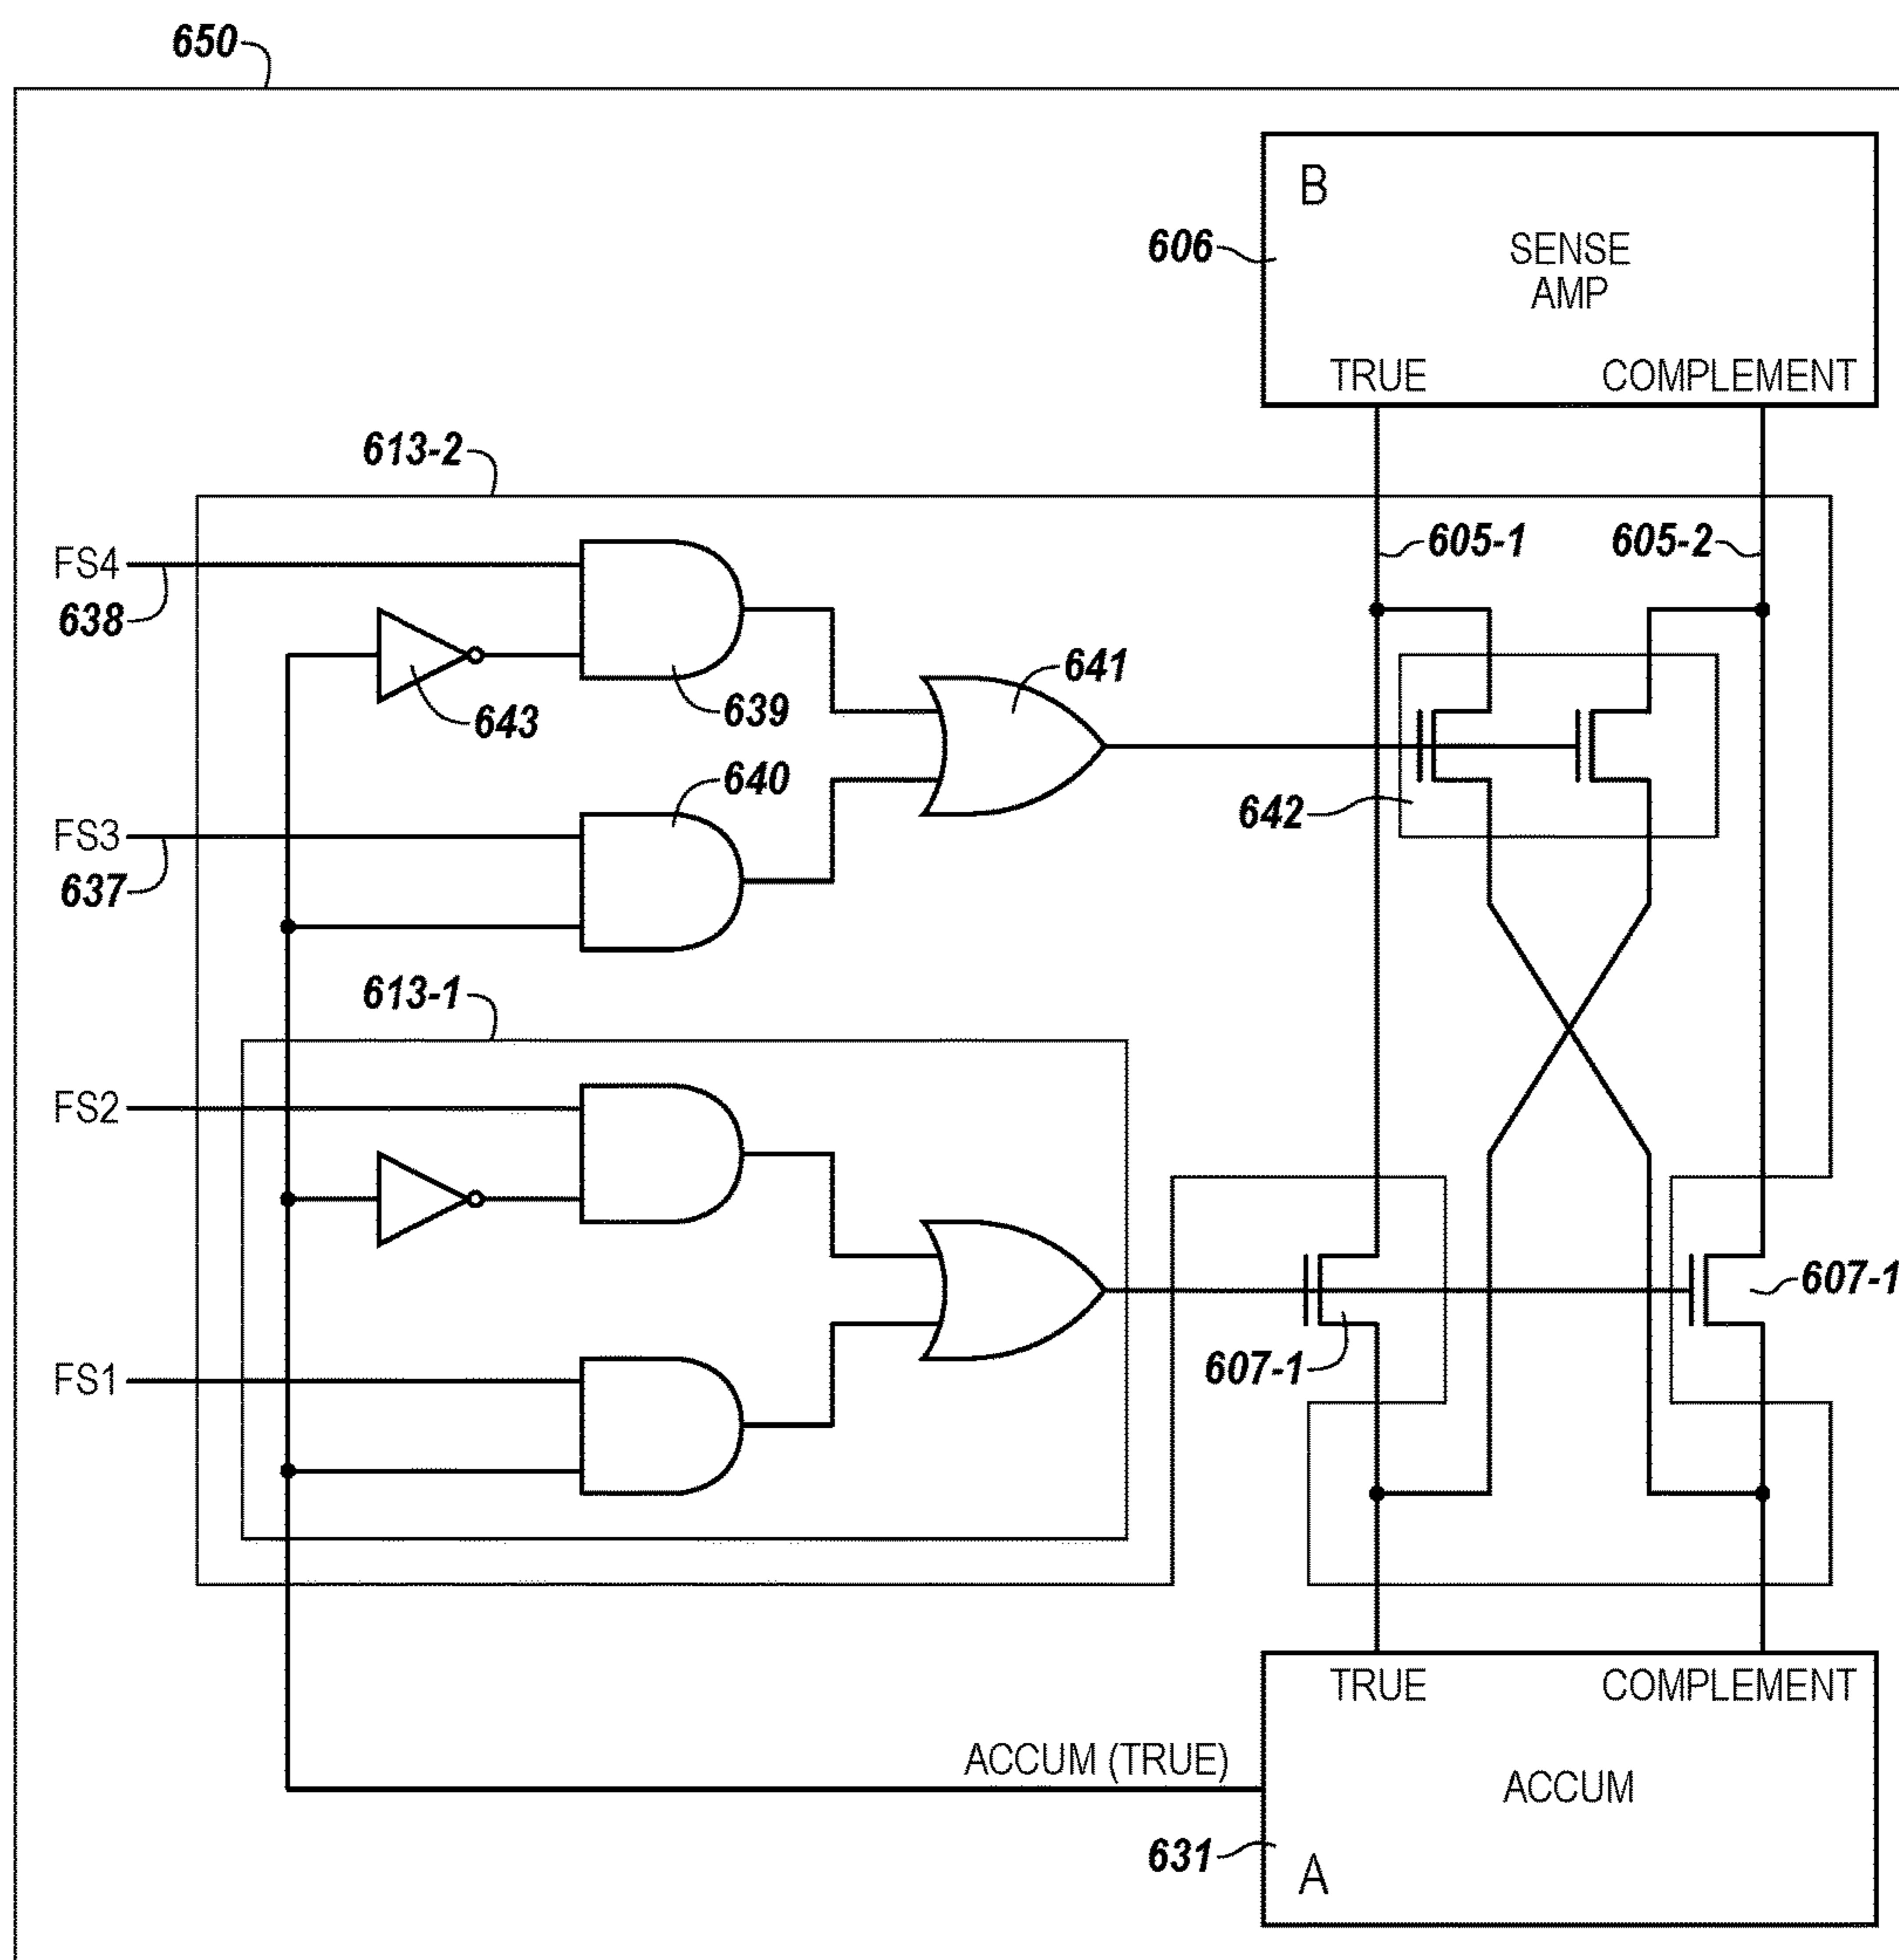 650
B
606
SENSE
AMP
TRUE
COMPLEMENT
613-2
605-1
605-2
FS4
638
643
639
641
640
642
FS3
637
613-1
FS2
607-1
607-1
FS1
TRUE
COMPLEMENT
ACCUM (TRUE)
ACCUM
631
A